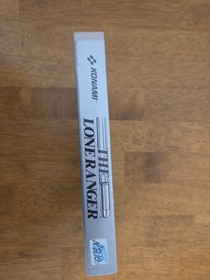 KONAMI
THE
LONE RANGER